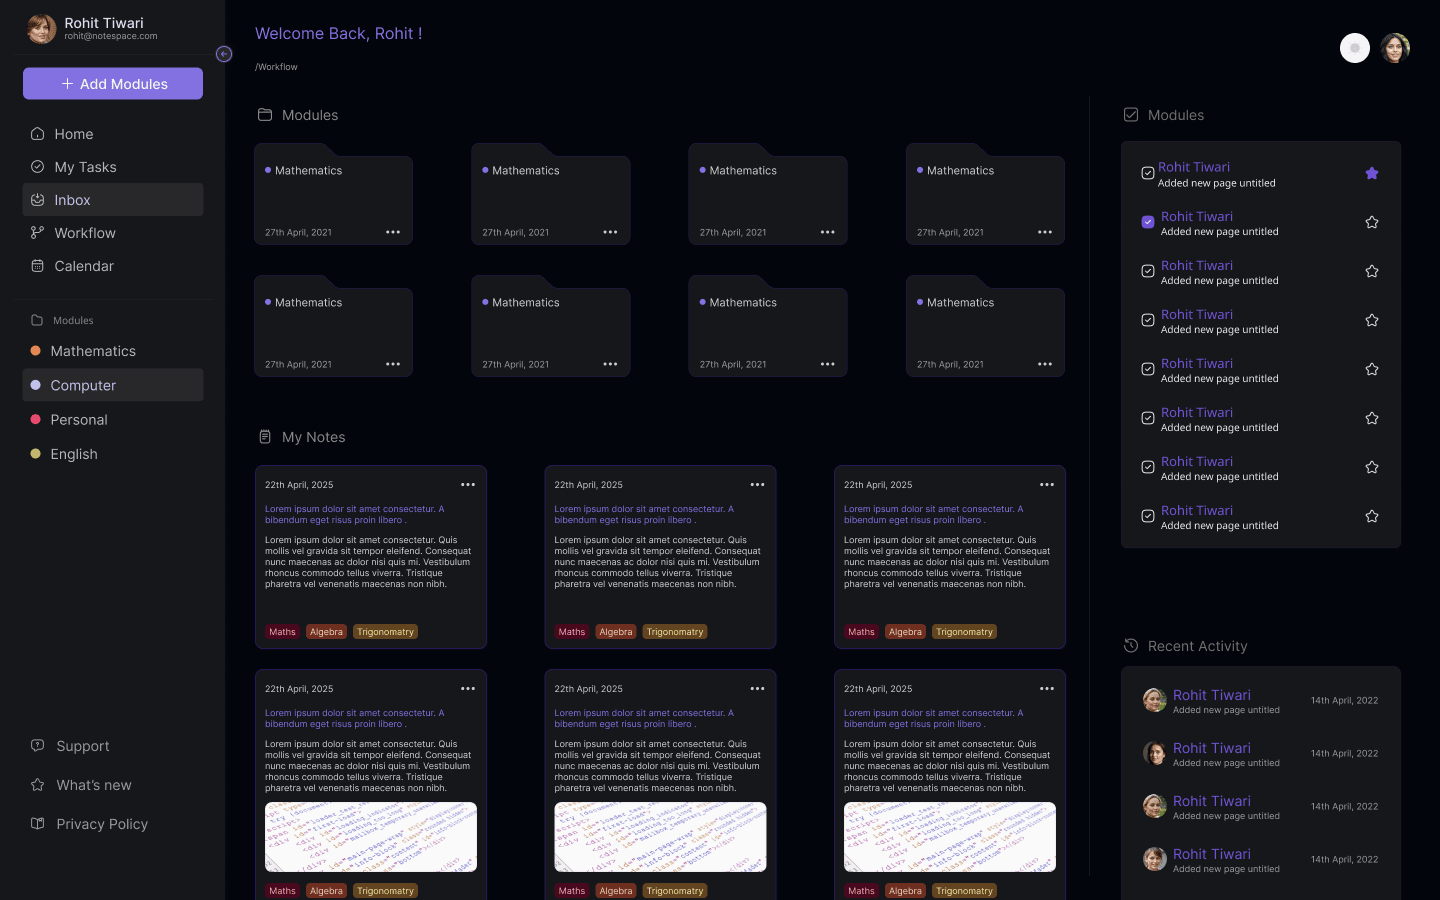 Rohit Tiwari
rohit@notespace.com
Add Modules
Home
My Tasks
Inbox
Workflow
Calendar
Modules
Mathematics
Computer
Personal
English
Support
What's new
Privacy Policy
Welcome Back, Rohit !
/Workflow
Modules
Mathematics
27th April, 2021
Mathematics
27th April, 2021
Mathematics
27th April, 2021
Mathematics
27th April, 2021
Mathematics
27th April, 2021
Mathematics
27th April, 2021
Mathematics
27th April, 2021
Mathematics
27th April, 2021
My Notes
22th April, 2025
Lorem ipsum dolor sit amet consectetur. A
bibendum eget risus proin libero .
Lorem ipsum dolor sit amet consectetur. Quis
mollis vel gravida sit tempor eleifend. Consequat
nunc maecenas ac dolor nisi quis mi. Vestibulum
rhoncus commodo tellus viverra. Tristique
pharetra vel venenatis maecenas non nibh.
Maths Algebra Trigonomatry
22th April, 2025
Lorem ipsum dolor sit amet consectetur. A
bibendum eget risus proin libero .
Lorem ipsum dolor sit amet consectetur. Quis
mollis vel gravida sit tempor eleifend. Consequat
nunc maecenas ac dolor nisi quis mi. Vestibulum
rhoncus commodo tellus viverra. Tristique
pharetra vel venenatis maecenas non nibh.
Maths Algebra Trigonomatry
22th April, 2025
Lorem ipsum dolor sit amet consectetur. A
bibendum eget risus proin libero .
Lorem ipsum dolor sit amet consectetur. Quis
mollis vel gravida sit tempor eleifend. Consequat
nunc maecenas ac dolor nisi quis mi. Vestibulum
rhoncus commodo tellus viverra. Tristique
pharetra vel venenatis maecenas non nibh.
Maths Algebra Trigonomatry
22th April, 2025
Lorem ipsum dolor sit amet consectetur. A
bibendum eget risus proin libero .
Lorem ipsum dolor sit amet consectetur. Quis
mollis vel gravida sit tempor eleifend. Consequat
nunc maecenas ac dolor nisi quis mi. Vestibulum
rhoncus commodo tellus viverra. Tristique
pharetra vel venenatis maecenas non nibh.
Maths Algebra Trigonomatry
22th April, 2025
Lorem ipsum dolor sit amet consectetur. A
bibendum eget risus proin libero .
Lorem ipsum dolor sit amet consectetur. Quis
mollis vel gravida sit tempor eleifend. Consequat
nunc maecenas ac dolor nisi quis mi. Vestibulum
rhoncus commodo tellus viverra. Tristique
pharetra vel venenatis maecenas non nibh.
Maths Algebra Trigonomatry
22th April, 2025
Lorem ipsum dolor sit amet consectetur. A
bibendum eget risus proin libero .
Lorem ipsum dolor sit amet consectetur. Quis
mollis vel gravida sit tempor eleifend. Consequat
nunc maecenas ac dolor nisi quis mi. Vestibulum
rhoncus commodo tellus viverra. Tristique
pharetra vel venenatis maecenas non nibh.
Maths Algebra Trigonomatry
Modules
Rohit Tiwari
Added new page untitled
Rohit Tiwari
Added new page untitled
Rohit Tiwari
Added new page untitled
Rohit Tiwari
Added new page untitled
Rohit Tiwari
Added new page untitled
Rohit Tiwari
Added new page untitled
Rohit Tiwari
Added new page untitled
Rohit Tiwari
Added new page untitled
Recent Activity
Rohit Tiwari
Added new page untitled
14th April, 2022
Rohit Tiwari
Added new page untitled
14th April, 2022
Rohit Tiwari
Added new page untitled
14th April, 2022
Rohit Tiwari
Added new page untitled
14th April, 2022